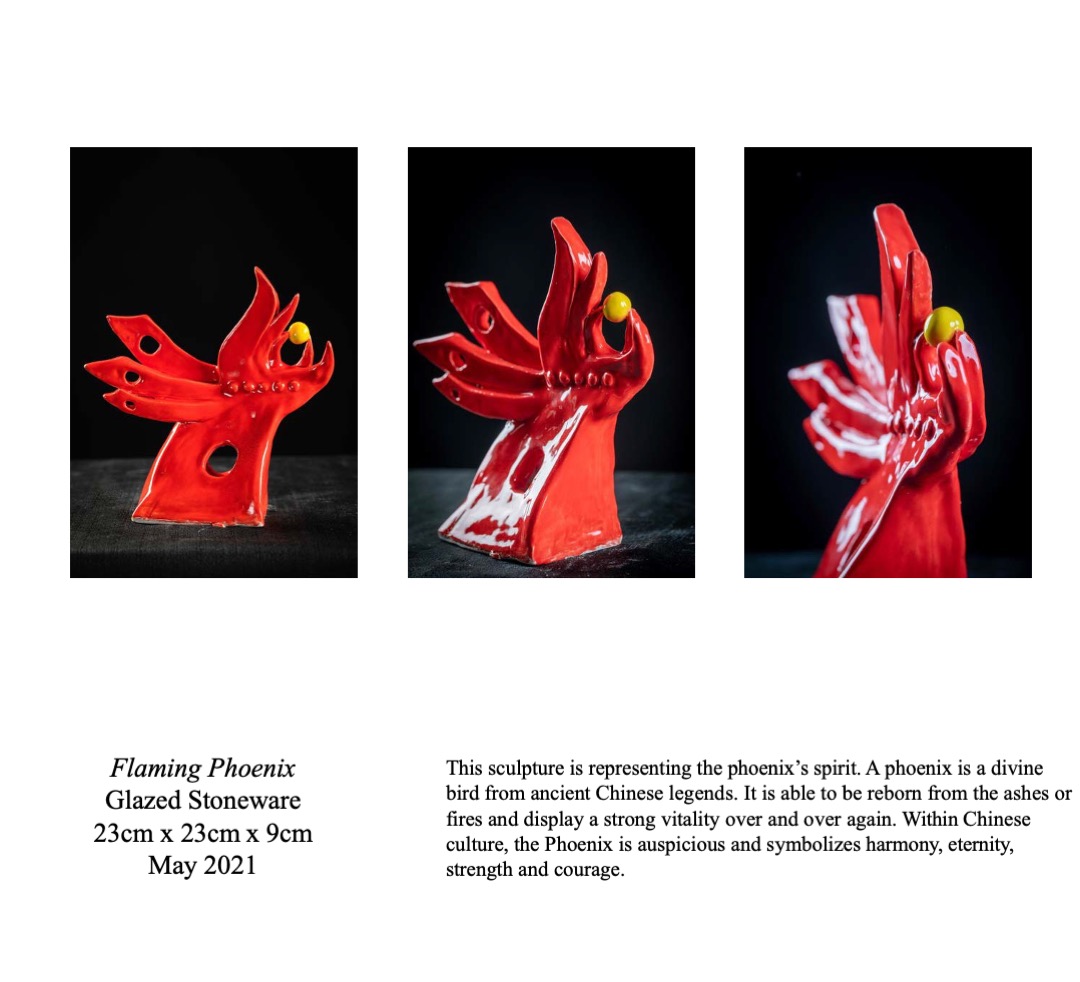 Flaming Phoenix
Glazed Stoneware
23cm x 23cm x 9cm
May 2021
This sculpture is representing the phoenix’s spirit. A phoenix is a divine
bird from ancient Chinese legends. It is able to be reborn from the ashes or
fires and display a strong vitality over and over again. Within Chinese
culture, the Phoenix is auspicious and symbolizes harmony, eternity,
strength and courage.